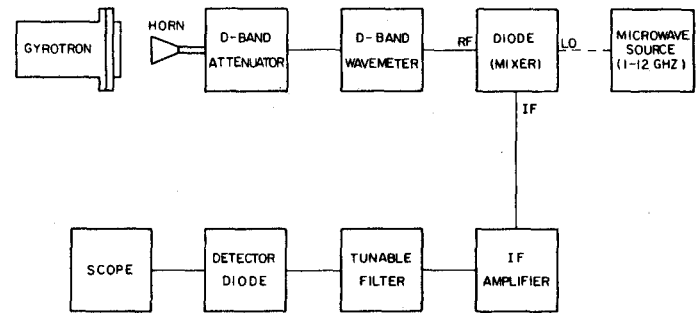 GYROTRON
HORN
D-BAND
ATTENUATOR
D-BAND
WAVEMETER
RF
DIODE
(MIXER)
LO
MICROWAVE
SOURCE
(1-12 GHZ)
IF
SCOPE
DETECTOR
DIODE
TUNABLE
FILTER
IF
AMPLIFIER